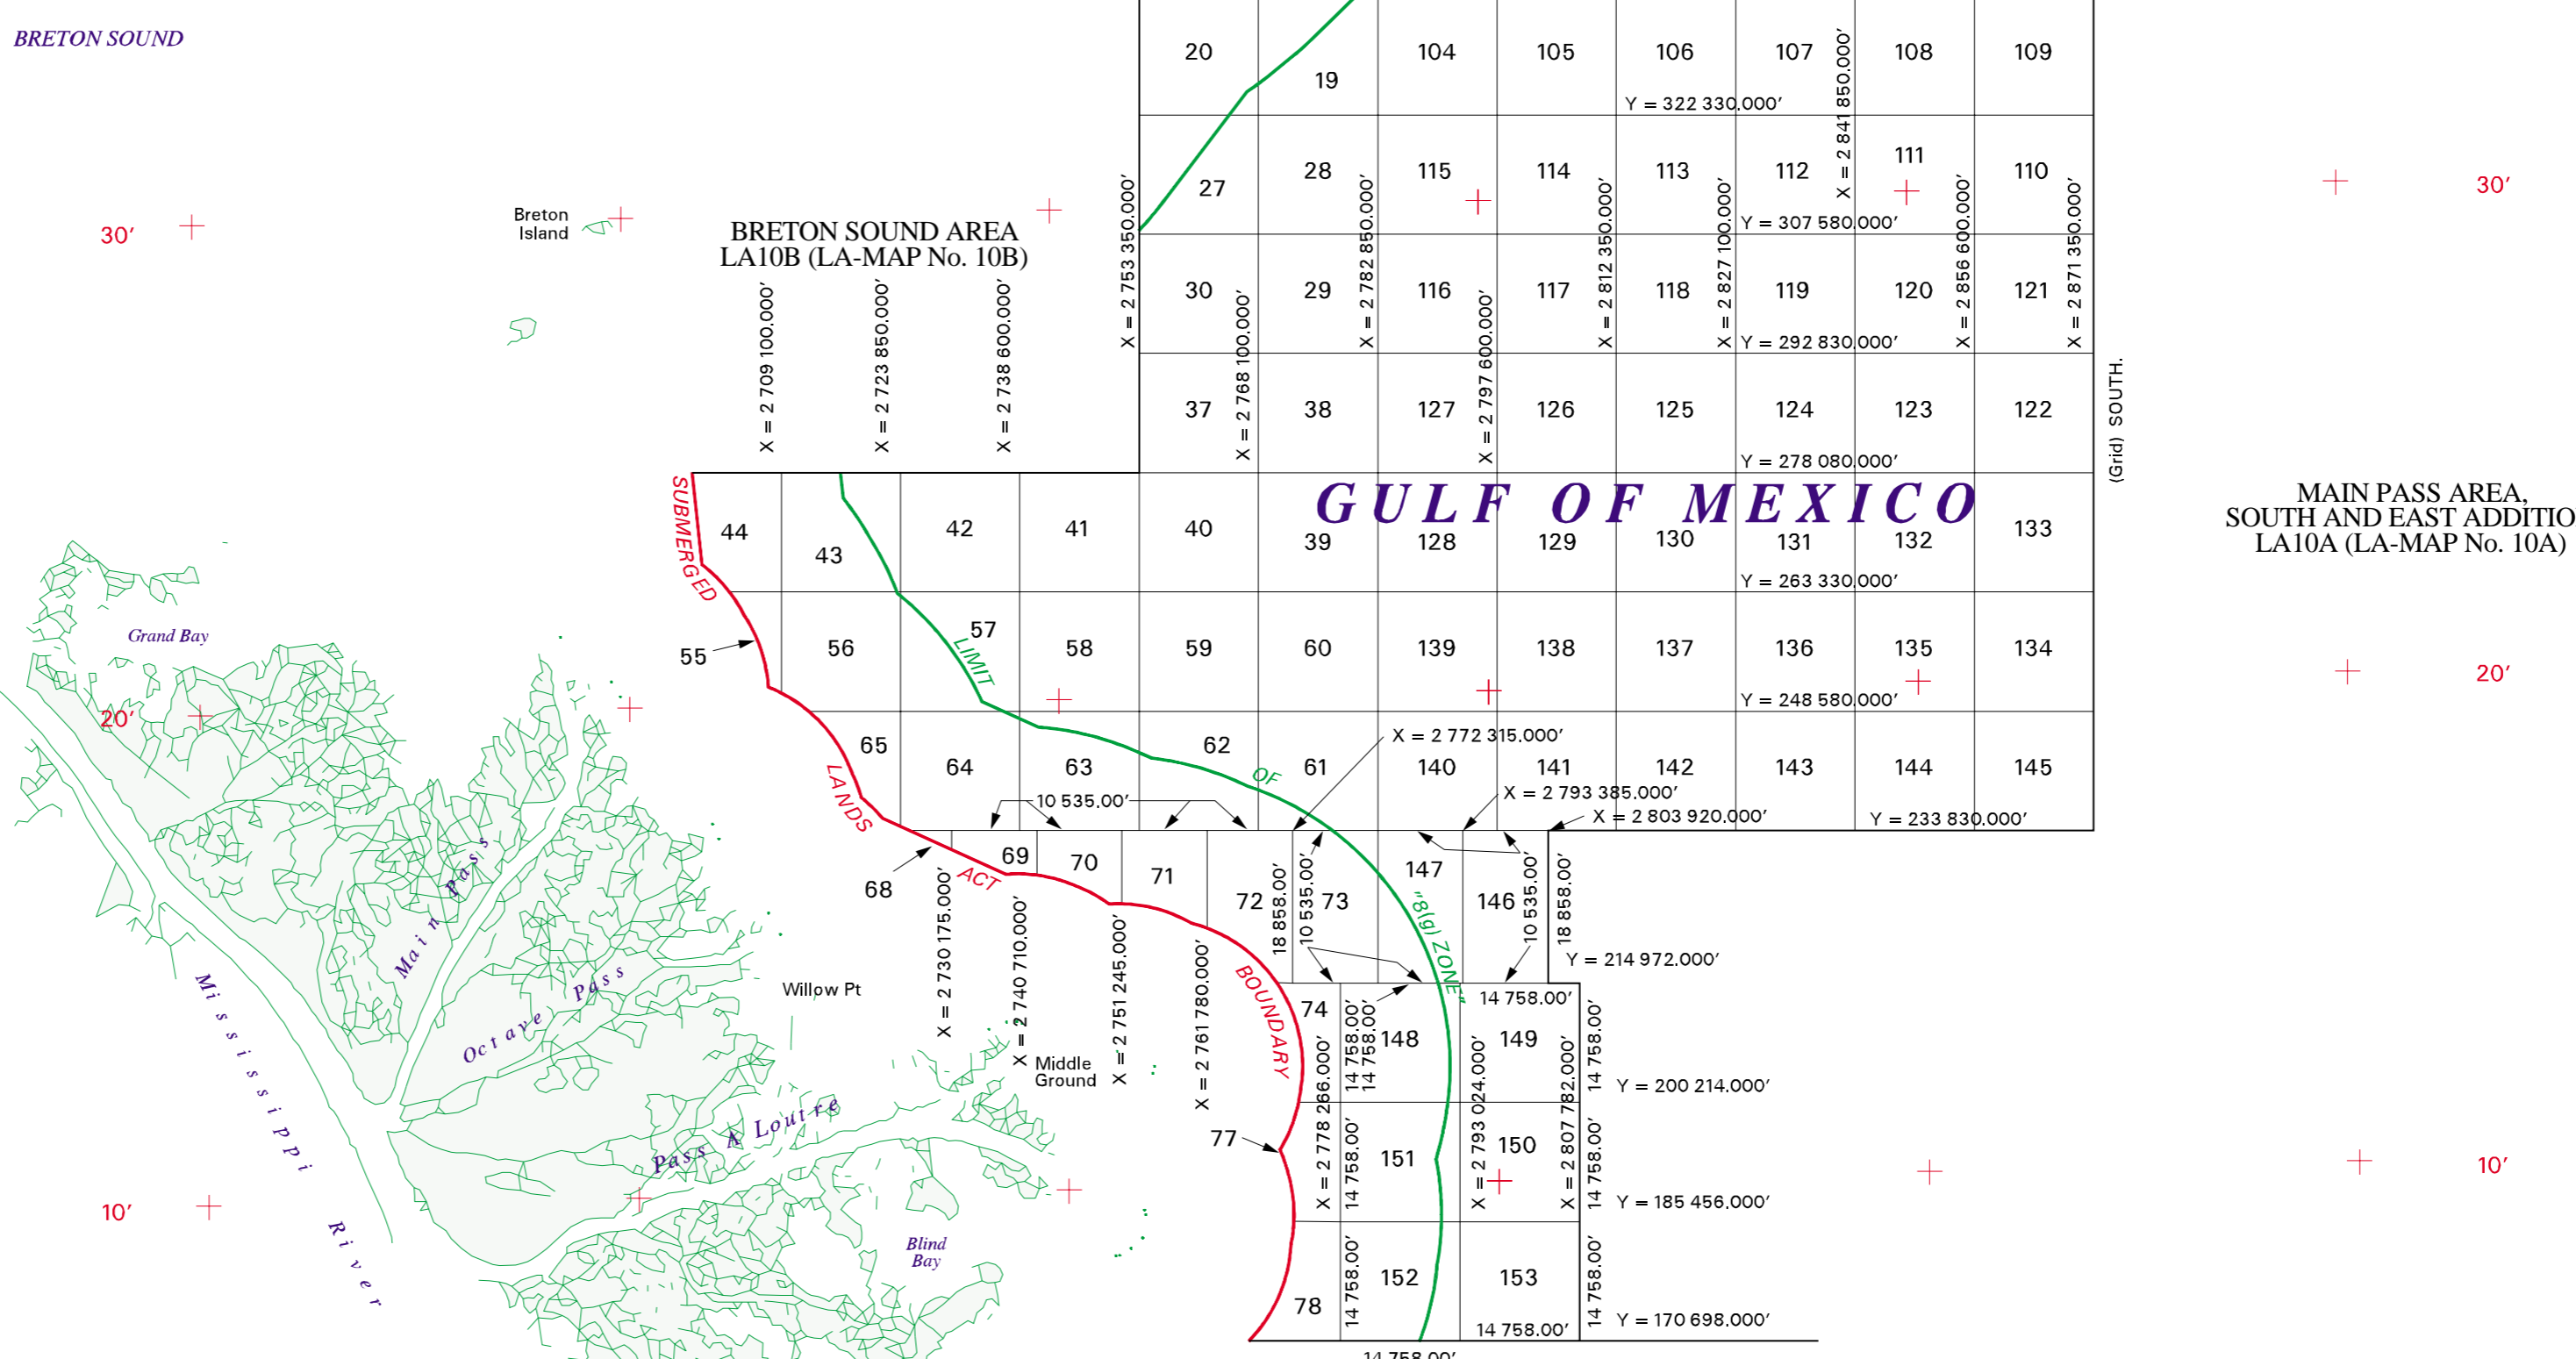 BRETON SOUND
20
19
104
105
106
107
108
109
Y = 322 330.000′
X = 2 841 850.000′
27
28
115
114
113
112
111
110
Y = 307 580.000′
30′
Breton
Island
BRETON SOUND AREA
LA10B (LA-MAP No. 10B)
30′
X = 2 709 100.000′
X = 2 723 850.000′
X = 2 738 600.000′
X = 2 753 350.000′
X = 2 768 100.000′
X = 2 782 850.000′
X = 2 797 600.000′
X = 2 812 350.000′
X = 2 827 100.000′
X = 2 856 600.000′
X = 2 871 350.000′
30
29
116
117
118
119
120
121
Y = 292 830.000′
37
38
127
126
125
124
123
122
Y = 278 080.000′
(Grid) SOUTH.
GULF OF MEXICO
MAIN PASS AREA,
SOUTH AND EAST ADDITIO
LA10A (LA-MAP No. 10A)
44
43
42
41
40
39
128
129
130
131
132
133
Y = 263 330.000′
SUBMERGED
LANDS
ACT
BOUNDARY
LIMIT
OF
"8(g) ZONE"
Grand Bay
55
56
57
58
59
60
139
138
137
136
135
134
Y = 248 580.000′
20′
20′
65
64
63
62
61
140
141
142
143
144
145
X = 2 772 315.000′
X = 2 793 385.000′
X = 2 803 920.000′
Y = 233 830.000′
10 535.00′
68
69
70
71
72
73
147
146
18 858.00′
10 535.00′
10 535.00′
18 858.00′
Y = 214 972.000′
X = 2 730 175.000′
X = 2 740 710.000′
X = 2 751 245.000′
X = 2 761 780.000′
Main Pass
Octave Pass
Willow Pt
Middle
Ground
Pass A Loutre
Mississippi River
Blind
Bay
74
148
149
14 758.00′
14 758.00′
14 758.00′
14 758.00′
X = 2 778 266.000′
X = 2 793 024.000′
X = 2 807 782.000′
Y = 200 214.000′
77
151
150
14 758.00′
14 758.00′
Y = 185 456.000′
10′
10′
78
152
153
14 758.00′
14 758.00′
14 758.00′
Y = 170 698.000′
14 758.00′